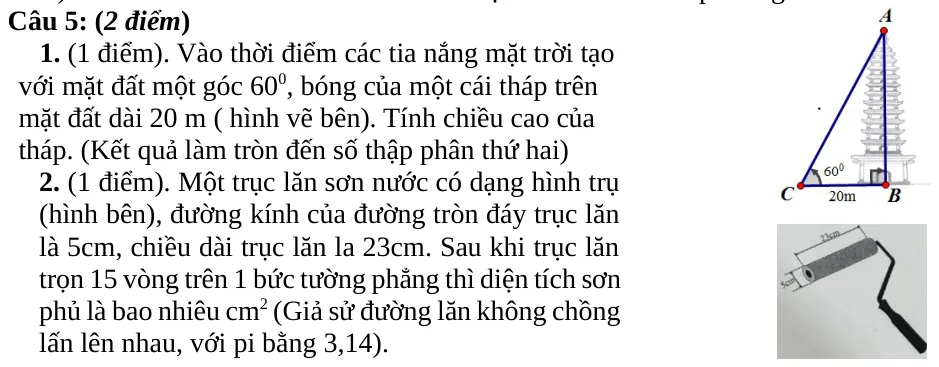 Câu 5: (2 điểm)
1. (1 điểm). Vào thời điểm các tia nắng mặt trời tạo
với mặt đất một góc 60⁰, bóng của một cái tháp trên
mặt đất dài 20 m ( hình vẽ bên). Tính chiều cao của
tháp. (Kết quả làm tròn đến số thập phân thứ hai)
2. (1 điểm). Một trục lăn sơn nước có dạng hình trụ
(hình bên), đường kính của đường tròn đáy trục lăn
là 5cm, chiều dài trục lăn la 23cm. Sau khi trục lăn
trọn 15 vòng trên 1 bức tường phẳng thì diện tích sơn
phủ là bao nhiêu cm² (Giả sử đường lăn không chồng
lấn lên nhau, với pi bằng 3,14).
A
60⁰
C
20m
B
23cm
5cm